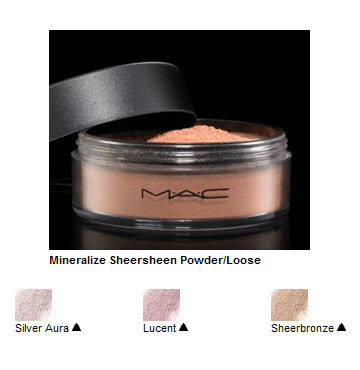 MAC
Mineralize Sheersheen Powder/Loose
Silver Aura
Lucent
Sheerbronze